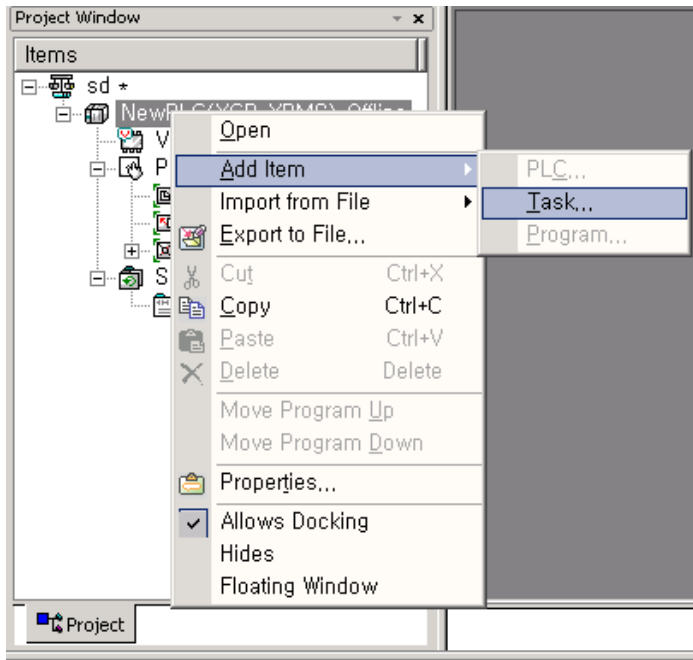 Project Window
Items
sd *
NewPLC(XGB-XBMS)-Offline
V
P
S
Open
Add Item
Import from File
Export to File...
Cut Ctrl+X
Copy Ctrl+C
Paste Ctrl+V
Delete Delete
Move Program Up
Move Program Down
Properties...
Allows Docking
Hides
Floating Window
PLC...
Task...
Program...
Project